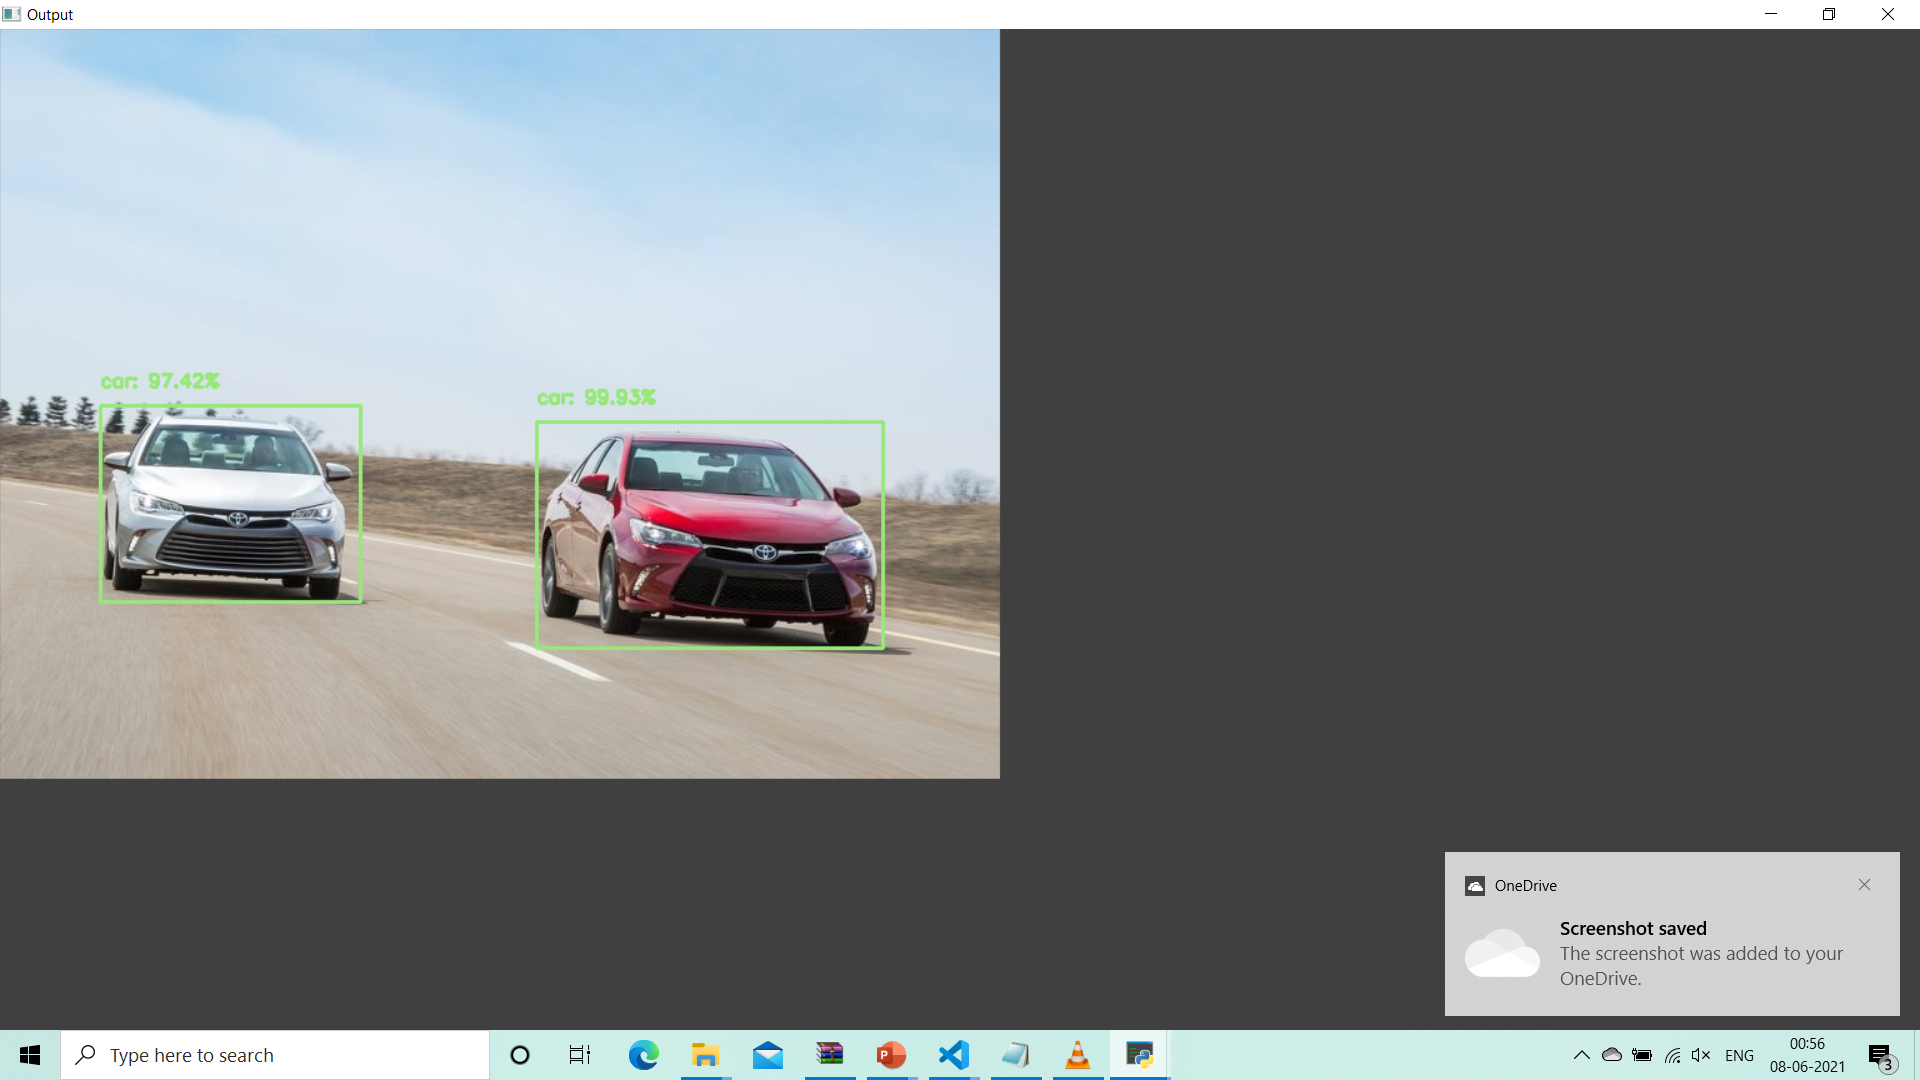 Output
car: 97.42%
car: 99.93%
OneDrive
Screenshot saved
The screenshot was added to your
OneDrive.
Type here to search
P
ENG
00:56
08-06-2021
3